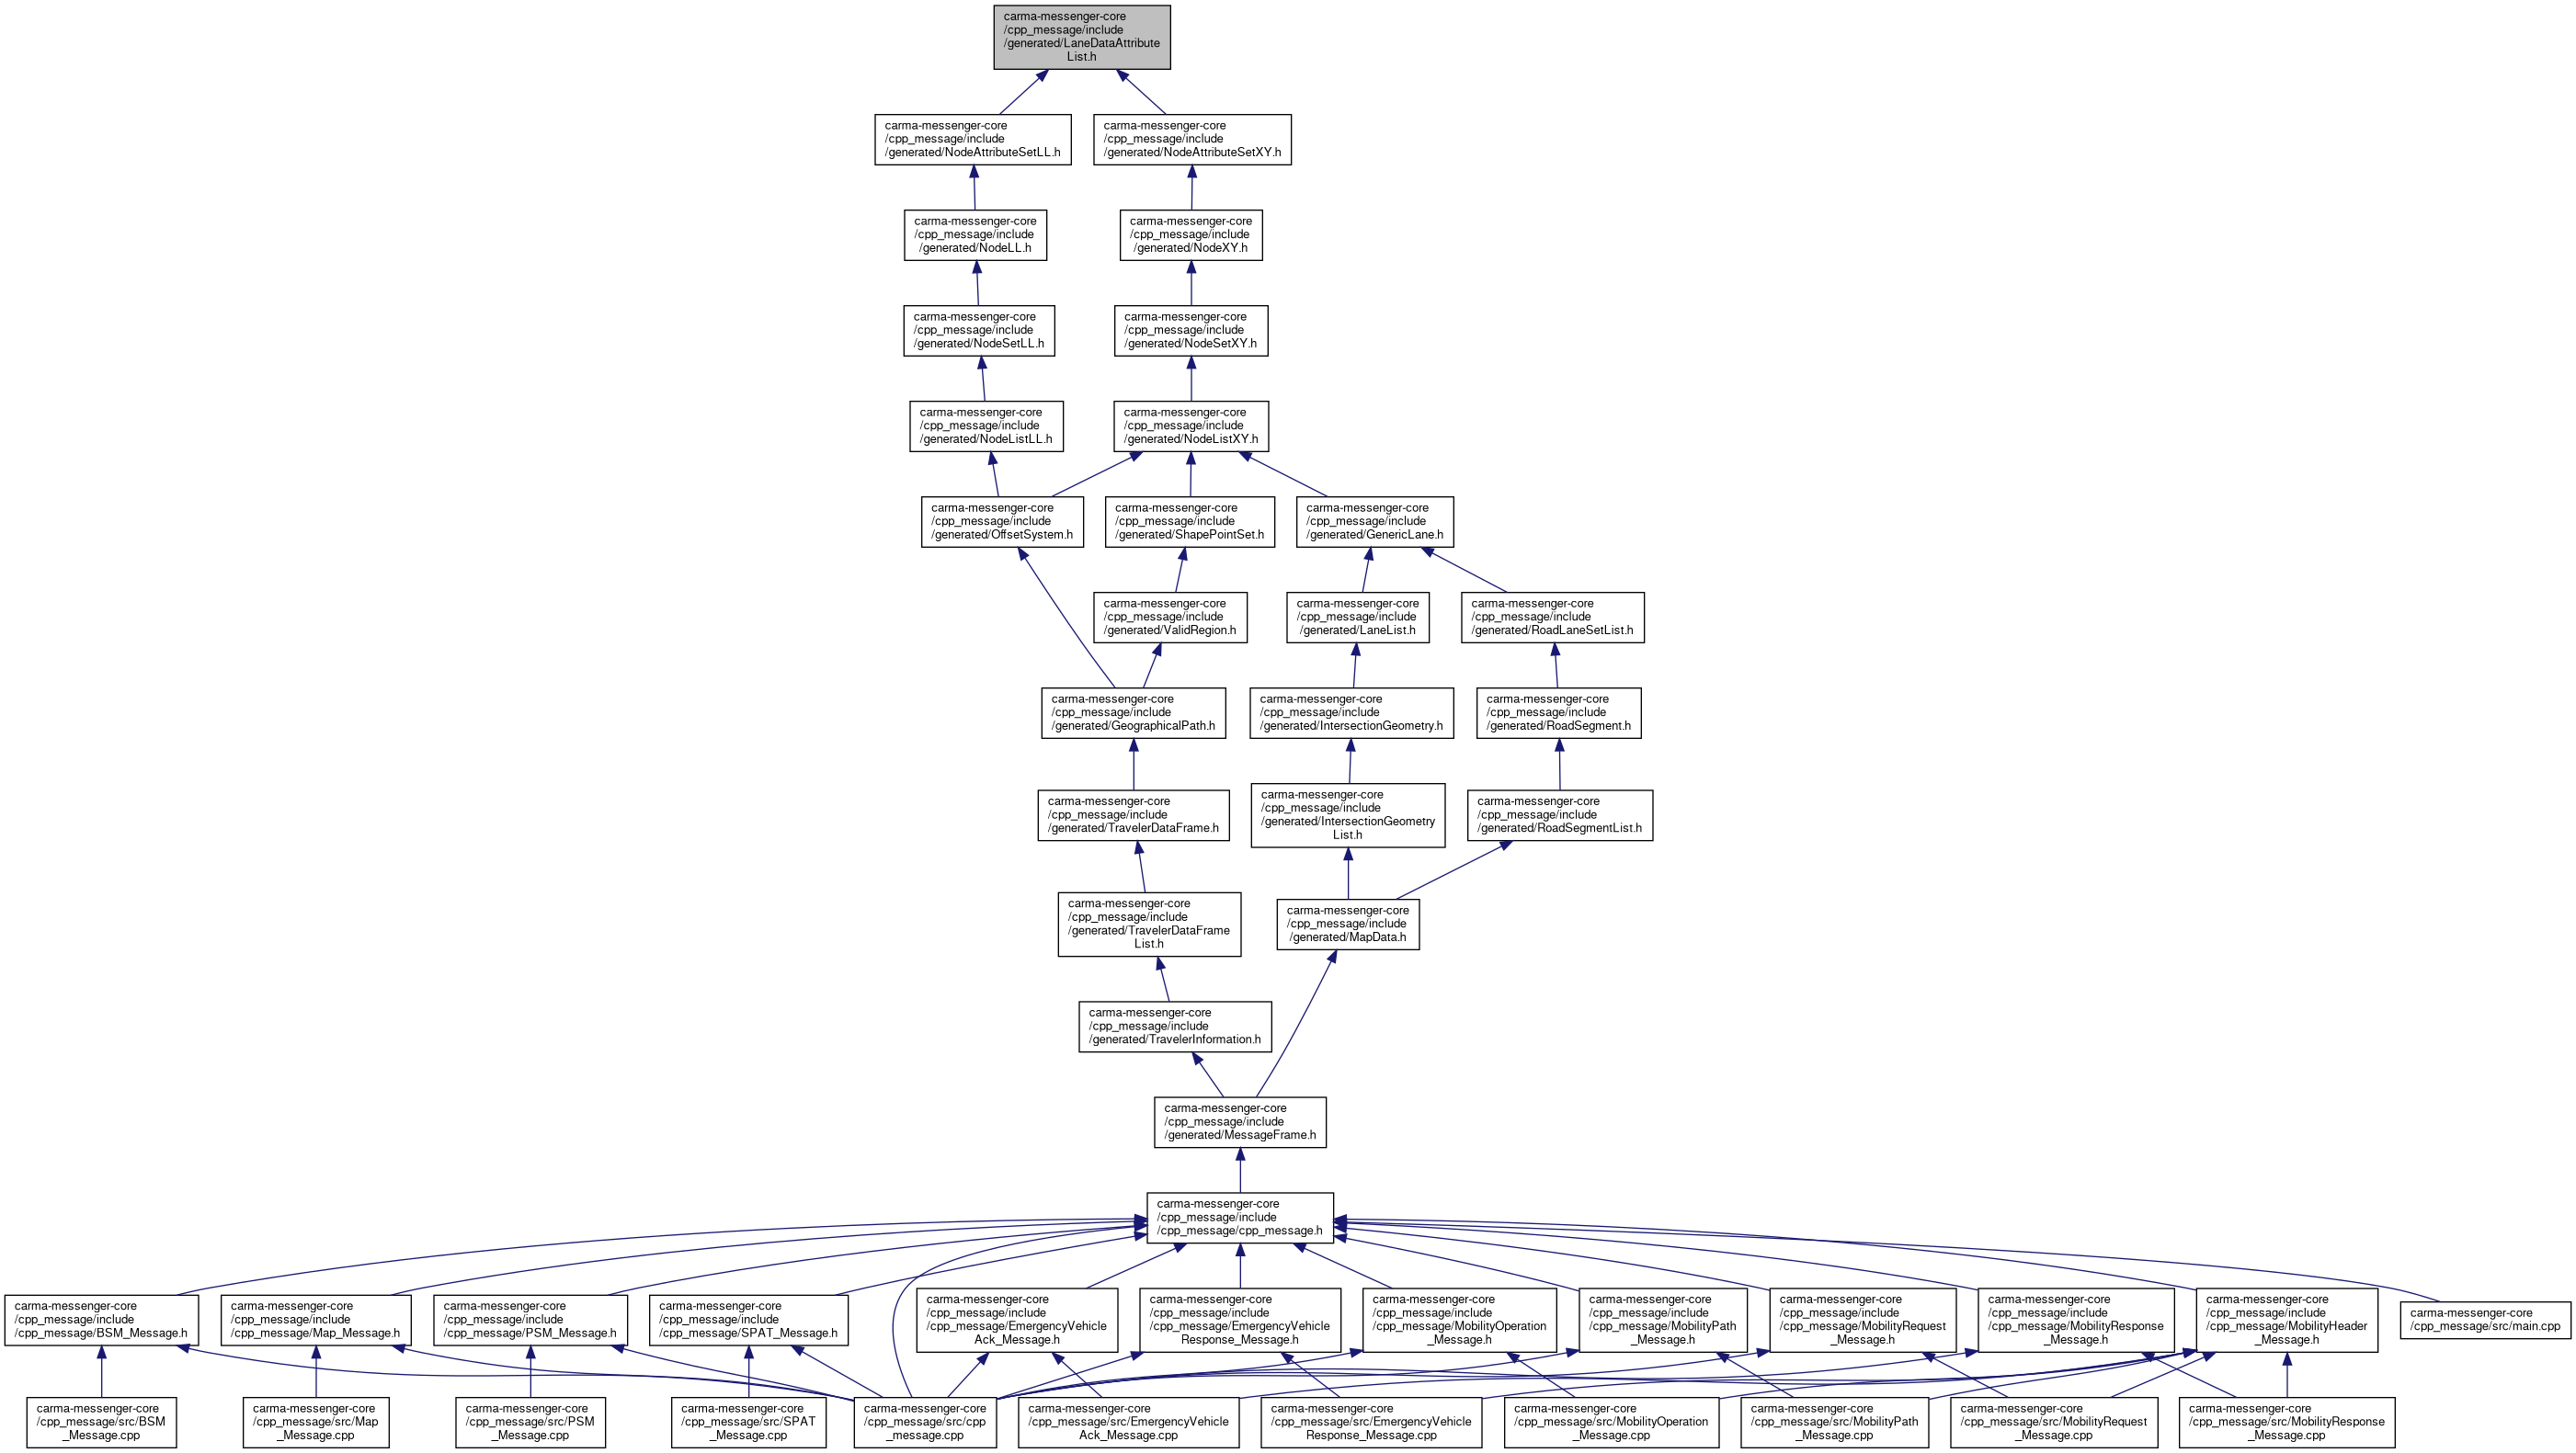 carma-messenger-core
/cpp_message/include
/generated/LaneDataAttribute
List.h
carma-messenger-core
/cpp_message/include
/generated/NodeAttributeSetLL.h
carma-messenger-core
/cpp_message/include
/generated/NodeAttributeSetXY.h
carma-messenger-core
/cpp_message/include
/generated/NodeLL.h
carma-messenger-core
/cpp_message/include
/generated/NodeXY.h
carma-messenger-core
/cpp_message/include
/generated/NodeSetLL.h
carma-messenger-core
/cpp_message/include
/generated/NodeSetXY.h
carma-messenger-core
/cpp_message/include
/generated/NodeListLL.h
carma-messenger-core
/cpp_message/include
/generated/NodeListXY.h
carma-messenger-core
/cpp_message/include
/generated/OffsetSystem.h
carma-messenger-core
/cpp_message/include
/generated/ShapePointSet.h
carma-messenger-core
/cpp_message/include
/generated/GenericLane.h
carma-messenger-core
/cpp_message/include
/generated/ValidRegion.h
carma-messenger-core
/cpp_message/include
/generated/LaneList.h
carma-messenger-core
/cpp_message/include
/generated/RoadLaneSetList.h
carma-messenger-core
/cpp_message/include
/generated/GeographicalPath.h
carma-messenger-core
/cpp_message/include
/generated/IntersectionGeometry.h
carma-messenger-core
/cpp_message/include
/generated/RoadSegment.h
carma-messenger-core
/cpp_message/include
/generated/TravelerDataFrame.h
carma-messenger-core
/cpp_message/include
/generated/IntersectionGeometry
List.h
carma-messenger-core
/cpp_message/include
/generated/RoadSegmentList.h
carma-messenger-core
/cpp_message/include
/generated/TravelerDataFrame
List.h
carma-messenger-core
/cpp_message/include
/generated/MapData.h
carma-messenger-core
/cpp_message/include
/generated/TravelerInformation.h
carma-messenger-core
/cpp_message/include
/generated/MessageFrame.h
carma-messenger-core
/cpp_message/include
/cpp_message/cpp_message.h
carma-messenger-core
/cpp_message/include
/cpp_message/BSM_Message.h
carma-messenger-core
/cpp_message/include
/cpp_message/Map_Message.h
carma-messenger-core
/cpp_message/include
/cpp_message/PSM_Message.h
carma-messenger-core
/cpp_message/include
/cpp_message/SPAT_Message.h
carma-messenger-core
/cpp_message/include
/cpp_message/EmergencyVehicle
Ack_Message.h
carma-messenger-core
/cpp_message/include
/cpp_message/EmergencyVehicle
Response_Message.h
carma-messenger-core
/cpp_message/include
/cpp_message/MobilityOperation
_Message.h
carma-messenger-core
/cpp_message/include
/cpp_message/MobilityPath
_Message.h
carma-messenger-core
/cpp_message/include
/cpp_message/MobilityRequest
_Message.h
carma-messenger-core
/cpp_message/include
/cpp_message/MobilityResponse
_Message.h
carma-messenger-core
/cpp_message/include
/cpp_message/MobilityHeader
_Message.h
carma-messenger-core
/cpp_message/src/main.cpp
carma-messenger-core
/cpp_message/src/BSM
_Message.cpp
carma-messenger-core
/cpp_message/src/Map
_Message.cpp
carma-messenger-core
/cpp_message/src/PSM
_Message.cpp
carma-messenger-core
/cpp_message/src/SPAT
_Message.cpp
carma-messenger-core
/cpp_message/src/cpp
_message.cpp
carma-messenger-core
/cpp_message/src/EmergencyVehicle
Ack_Message.cpp
carma-messenger-core
/cpp_message/src/EmergencyVehicle
Response_Message.cpp
carma-messenger-core
/cpp_message/src/MobilityOperation
_Message.cpp
carma-messenger-core
/cpp_message/src/MobilityPath
_Message.cpp
carma-messenger-core
/cpp_message/src/MobilityRequest
_Message.cpp
carma-messenger-core
/cpp_message/src/MobilityResponse
_Message.cpp